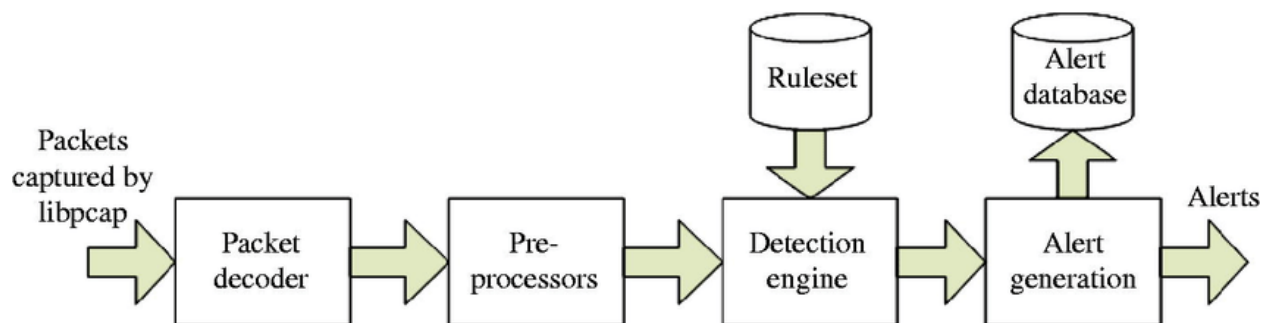 Packets
captured by
libpcap
Packet
decoder
Pre-
processors
Ruleset
Detection
engine
Alert
database
Alert
generation
Alerts